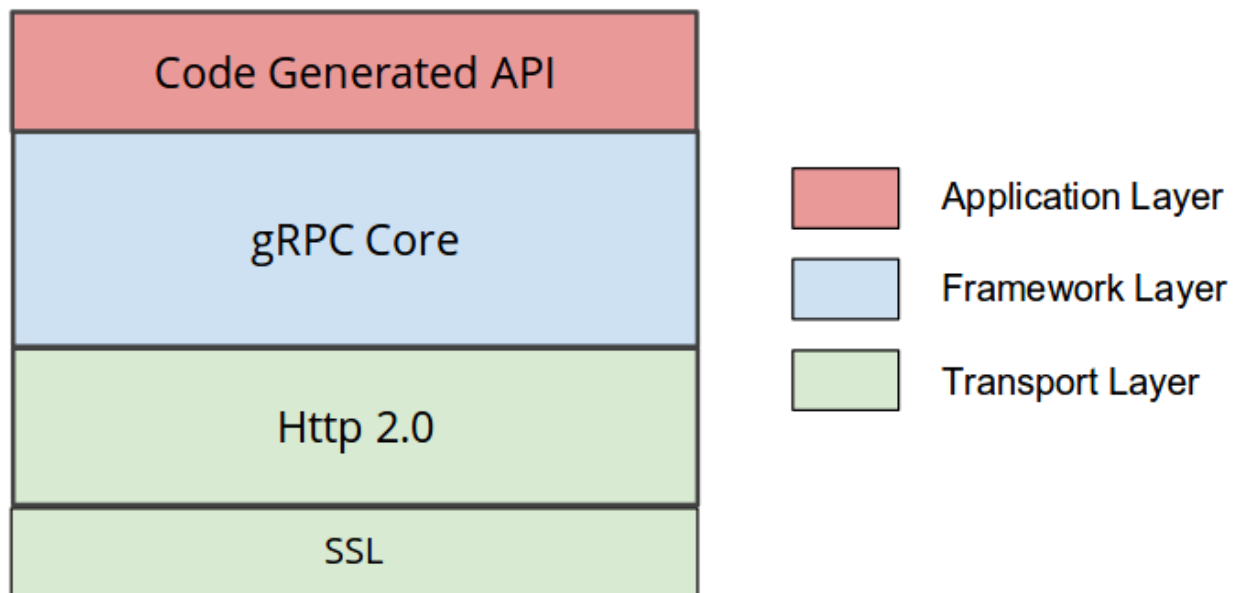 Code Generated API
gRPC Core
Http 2.0
SSL
Application Layer
Framework Layer
Transport Layer